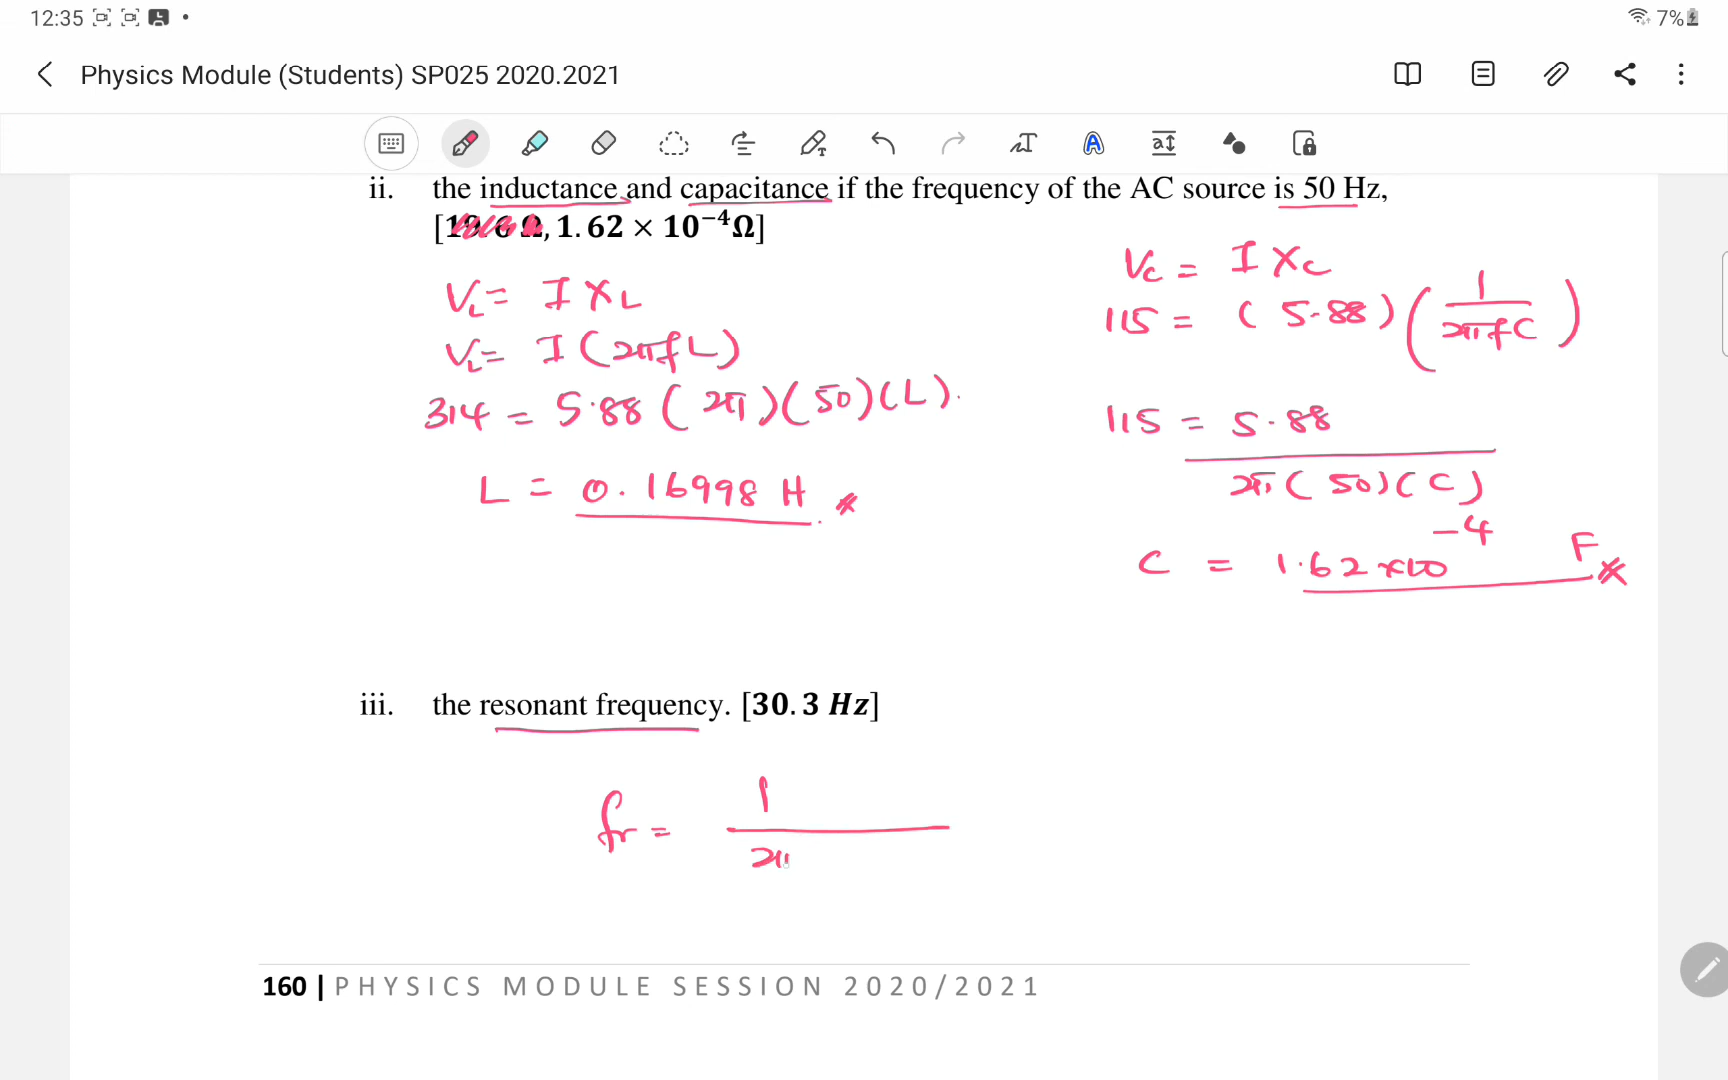 12:35
7%
Physics Module (Students) SP025 2020.2021
ii. the inductance and capacitance if the frequency of the AC source is 50 Hz,
[19.6 Ω, 1.62 × 10⁻⁴Ω]
V_L = I X_L
V_L = I (2πfL)
314 = 5.88 (2π)(50)(L).
L = 0.16998 H
V_C = I X_C
115 = (5.88) (1/2πfC)
115 = 5.88
2π(50)(C)
C = 1.62 × 10⁻⁴ F
iii. the resonant frequency. [30.3 Hz]
fr = 1
2π
160 | PHYSICS MODULE SESSION 2020/2021